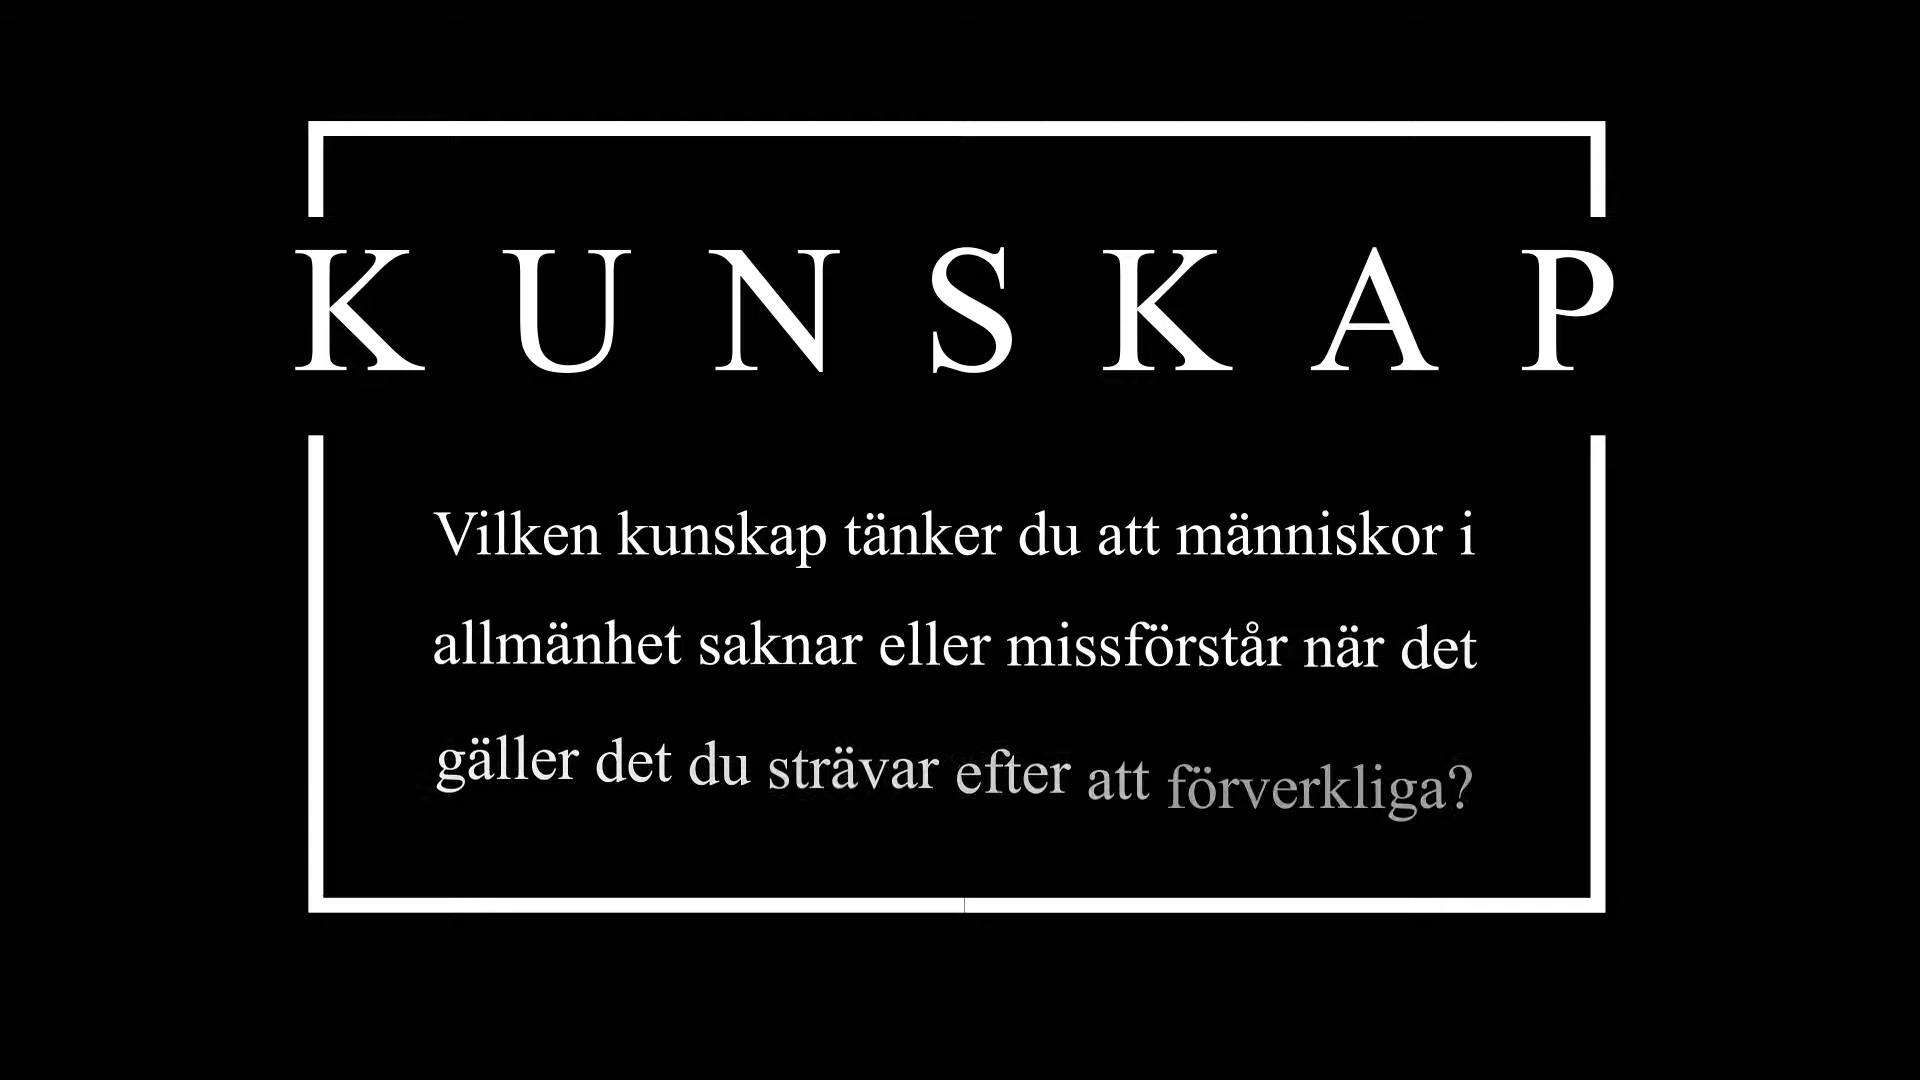 KUNSKAP
Vilken kunskap tänker du att människor i
allmänhet saknar eller missförstår när det
gäller det du strävar efter att förverkliga?